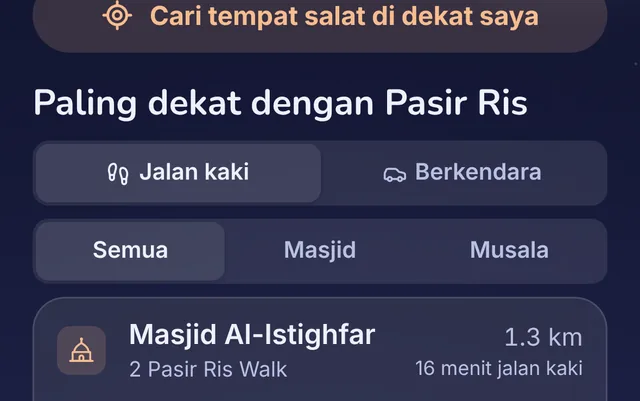 Cari tempat salat di dekat saya
Paling dekat dengan Pasir Ris
Jalan kaki
Berkendara
Semua
Masjid
Musala
Masjid Al-Istighfar
1.3 km
2 Pasir Ris Walk
16 menit jalan kaki